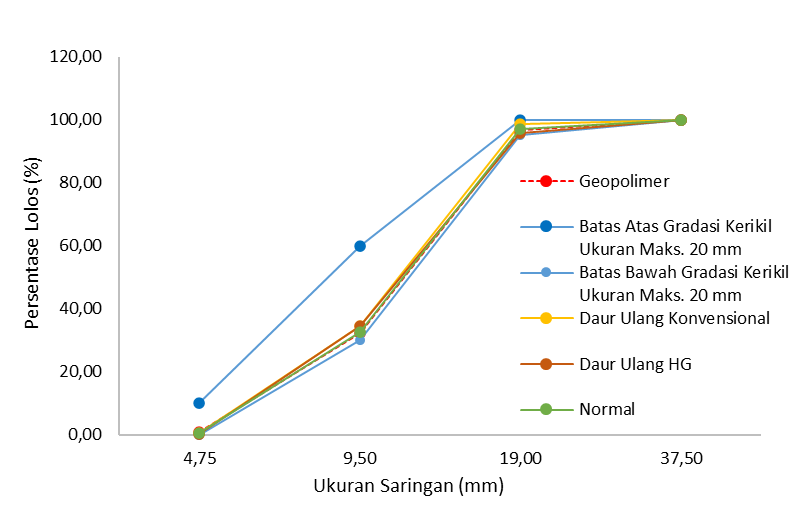 120,00
100,00
80,00
60,00
40,00
20,00
0,00
Persentase Lolos (%)
4,75 9,50 19,00 37,50
Ukuran Saringan (mm)
Geopolimer
Batas Atas Gradasi Kerikil
Ukuran Maks. 20 mm
Batas Bawah Gradasi Kerikil
Ukuran Maks. 20 mm
Daur Ulang Konvensional
Daur Ulang HG
Normal